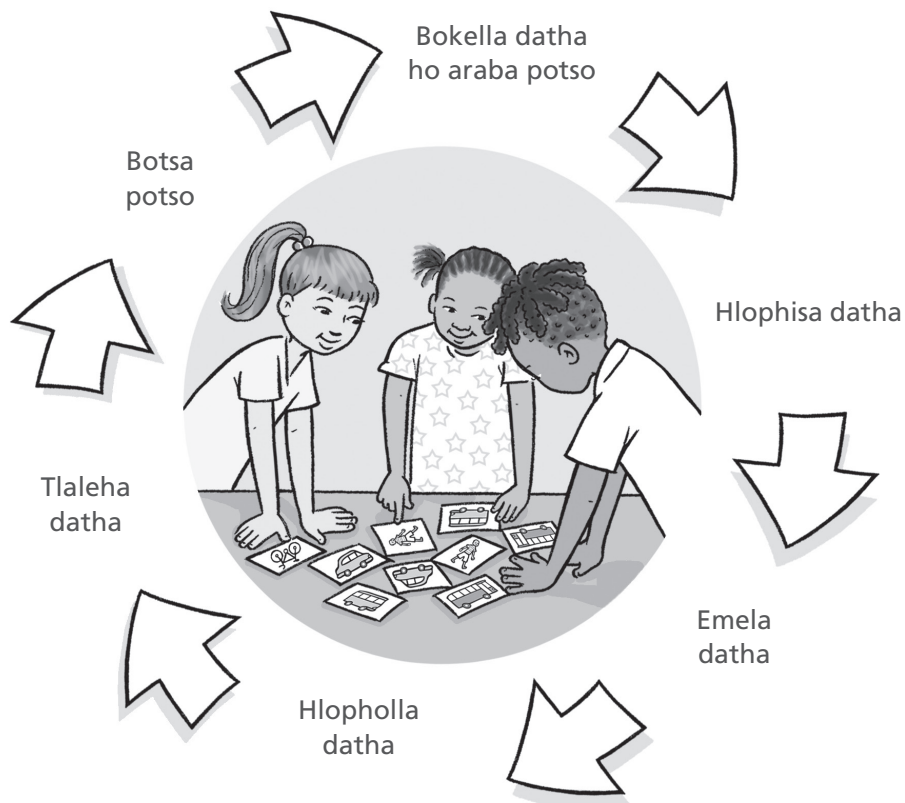 Bokella datha
ho araba potso
Botsa
potso
Hlophisa datha
Tlaleha
datha
Emela
datha
Hlopholla
datha